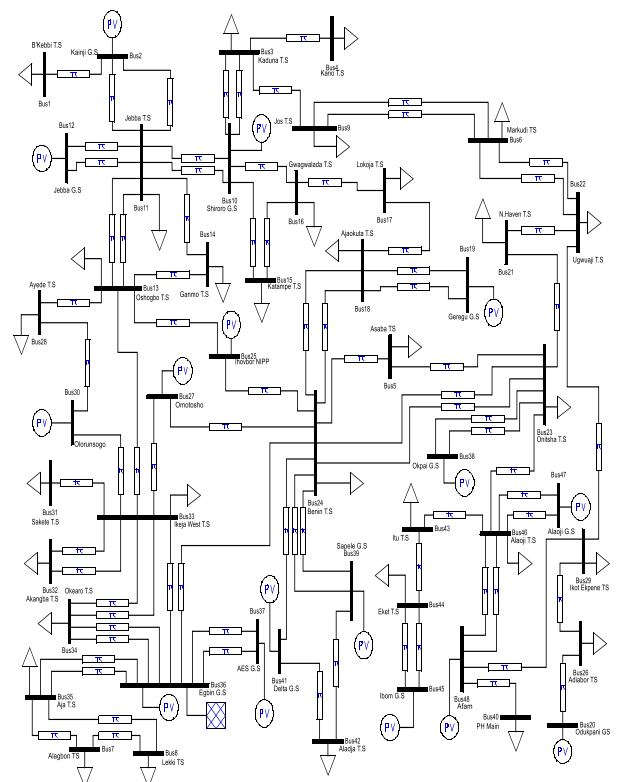 PV
B'Kebbi T.S
Kainji G.S
Bus2
Bus1
Bus3
Kaduna T.S
Bus4
Kano T.S
Bus12
Jebba T.S
PV
Jebba G.S
Bus11
Jos T.S
PV
Bus9
Bus10
Shiroro G.S
Markudi TS
Bus6
Gwagwalada T.S
Bus16
Lokoja T.S
Bus17
Bus22
Ugwuaji T.S
N.Haven T.S
Bus21
Bus14
Ganmo T.S
Bus15
Katampe T.S
Ajaokuta T.S
Bus18
Bus19
Geregu G.S
PV
Ayede T.S
Bus28
Bus13
Oshogbo T.S
PV
Bus25
Ihovbor NIPP
Asaba TS
Bus5
Bus30
PV
Olorunsogo
PV
Bus27
Omotosho
Bus23
Onitsha T.S
Bus38
Okpai G.S
PV
Bus24
Benin T.S
Bus31
Sakete T.S
Bus33
Ikeja West T.S
Bus32
Akangba T.S
Okearo T.S
Bus34
Bus47
PV
Alaoji G.S
Bus43
Itu T.S
Bus46
Alaoji T.S
Bus29
Ikot Ekpene TS
Sapele G.S
Bus39
PV
Bus37
PV
AES G.S
PV
Bus41
Delta G.S
Bus44
Eket T.S
Bus45
Ibom G.S
PV
Bus48
Afam
PV
Bus40
PH Main
Bus26
Adiabor TS
Bus20
Odukpani GS
PV
Bus36
Egbin G.S
PV
Bus35
Aja T.S
Bus7
Alagbon TS
Bus8
Lekki TS
Bus42
Aladja T.S